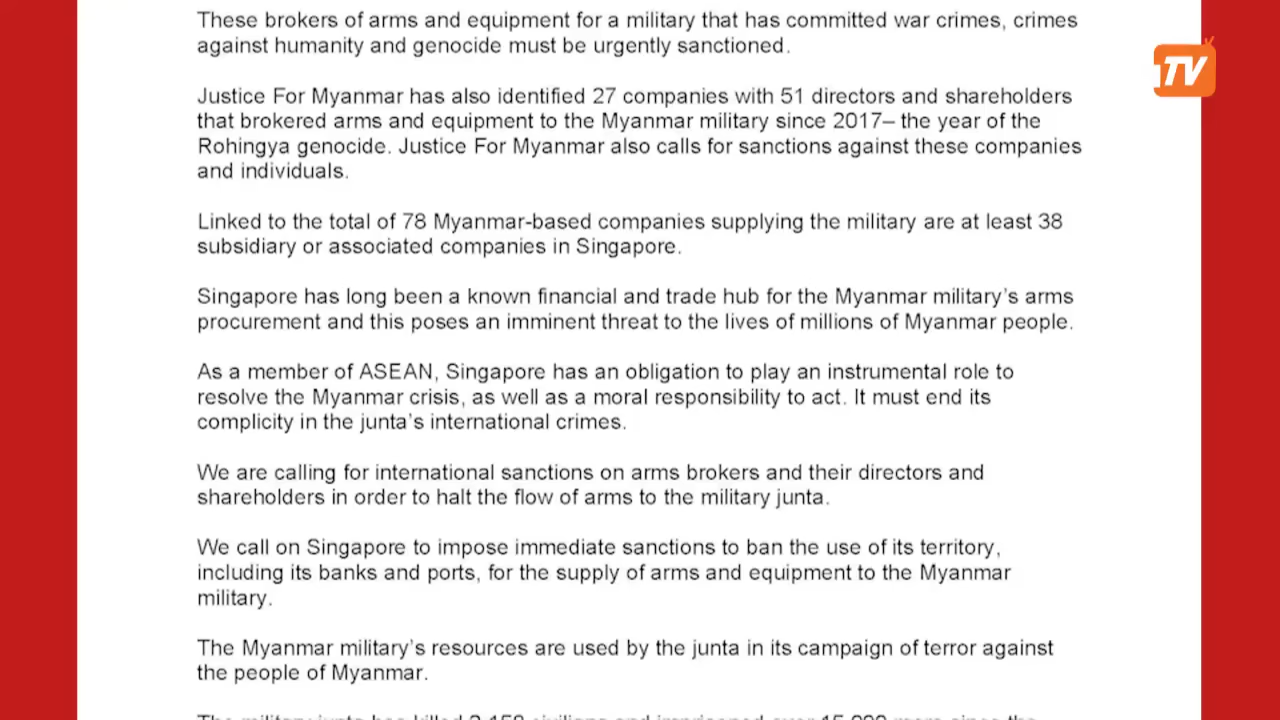 These brokers of arms and equipment for a military that has committed war crimes, crimes
against humanity and genocide must be urgently sanctioned.
TV
Justice For Myanmar has also identified 27 companies with 51 directors and shareholders
that brokered arms and equipment to the Myanmar military since 2017– the year of the
Rohingya genocide. Justice For Myanmar also calls for sanctions against these companies
and individuals.
Linked to the total of 78 Myanmar-based companies supplying the military are at least 38
subsidiary or associated companies in Singapore.
Singapore has long been a known financial and trade hub for the Myanmar military's arms
procurement and this poses an imminent threat to the lives of millions of Myanmar people.
As a member of ASEAN, Singapore has an obligation to play an instrumental role to
resolve the Myanmar crisis, as well as a moral responsibility to act. It must end its
complicity in the junta's international crimes.
We are calling for international sanctions on arms brokers and their directors and
shareholders in order to halt the flow of arms to the military junta.
We call on Singapore to impose immediate sanctions to ban the use of its territory,
including its banks and ports, for the supply of arms and equipment to the Myanmar
military.
The Myanmar military's resources are used by the junta in its campaign of terror against
the people of Myanmar.